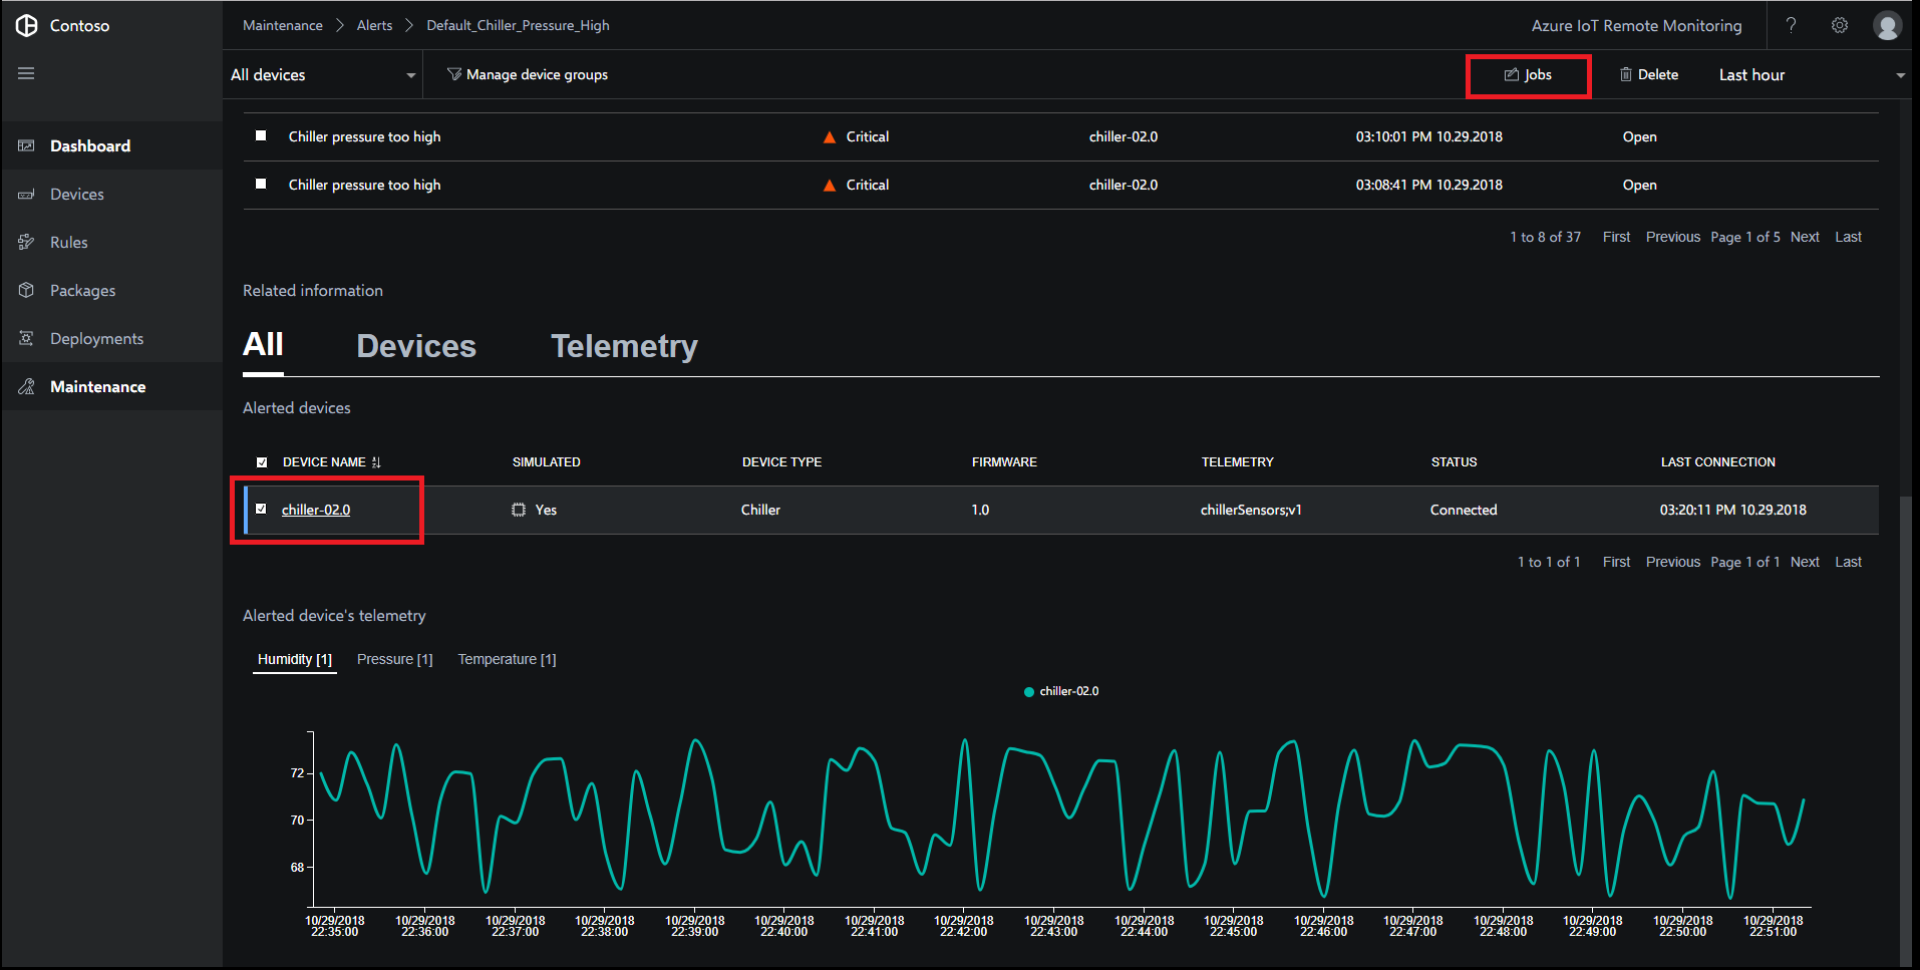 Contoso
Maintenance > Alerts > Default_Chiller_Pressure_High
Azure IoT Remote Monitoring ?
All devices
Manage device groups
Jobs
Delete
Last hour
Dashboard
Devices
Rules
Packages
Deployments
Maintenance
Chiller pressure too high Critical chiller-02.0 03:10:01 PM 10.29.2018 Open
Chiller pressure too high Critical chiller-02.0 03:08:41 PM 10.29.2018 Open
1 to 8 of 37 First Previous Page 1 of 5 Next Last
Related information
All Devices Telemetry
Alerted devices
DEVICE NAME SIMULATED DEVICE TYPE FIRMWARE TELEMETRY STATUS LAST CONNECTION
chiller-02.0 Yes Chiller 1.0 chillerSensors;v1 Connected 03:20:11 PM 10.29.2018
1 to 1 of 1 First Previous Page 1 of 1 Next Last
Alerted device's telemetry
Humidity [1] Pressure [1] Temperature [1]
chiller-02.0
72
70
68
10/29/2018 10/29/2018 10/29/2018 10/29/2018 10/29/2018 10/29/2018 10/29/2018 10/29/2018 10/29/2018 10/29/2018 10/29/2018 10/29/2018 10/29/2018 10/29/2018 10/29/2018 10/29/2018 10/29/2018
22:35:00 22:36:00 22:37:00 22:38:00 22:39:00 22:40:00 22:41:00 22:42:00 22:43:00 22:44:00 22:45:00 22:46:00 22:47:00 22:48:00 22:49:00 22:50:00 22:51:00